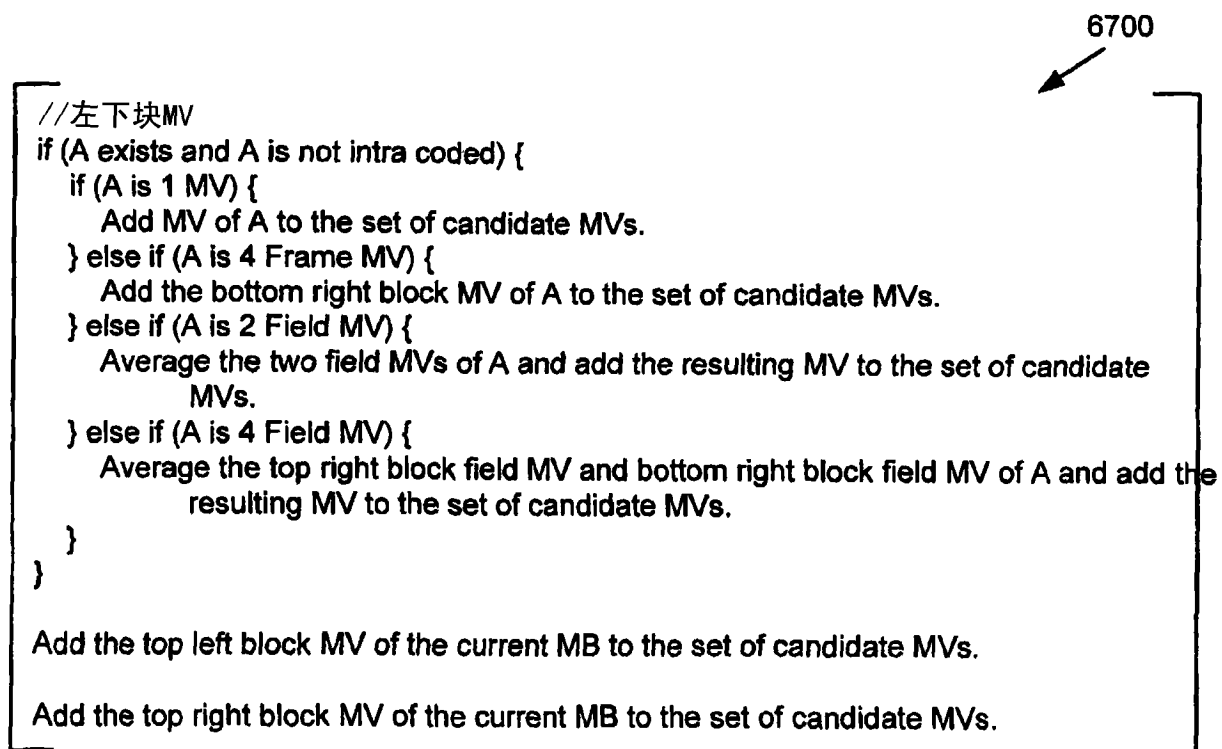 6700
//左下块MV
if (A exists and A is not intra coded) {
if (A is 1 MV) {
Add MV of A to the set of candidate MVs.
} else if (A is 4 Frame MV) {
Add the bottom right block MV of A to the set of candidate MVs.
} else if (A is 2 Field MV) {
Average the two field MVs of A and add the resulting MV to the set of candidate
MVs.
} else if (A is 4 Field MV) {
Average the top right block field MV and bottom right block field MV of A and add the
resulting MV to the set of candidate MVs.
}
}
Add the top left block MV of the current MB to the set of candidate MVs.
Add the top right block MV of the current MB to the set of candidate MVs.